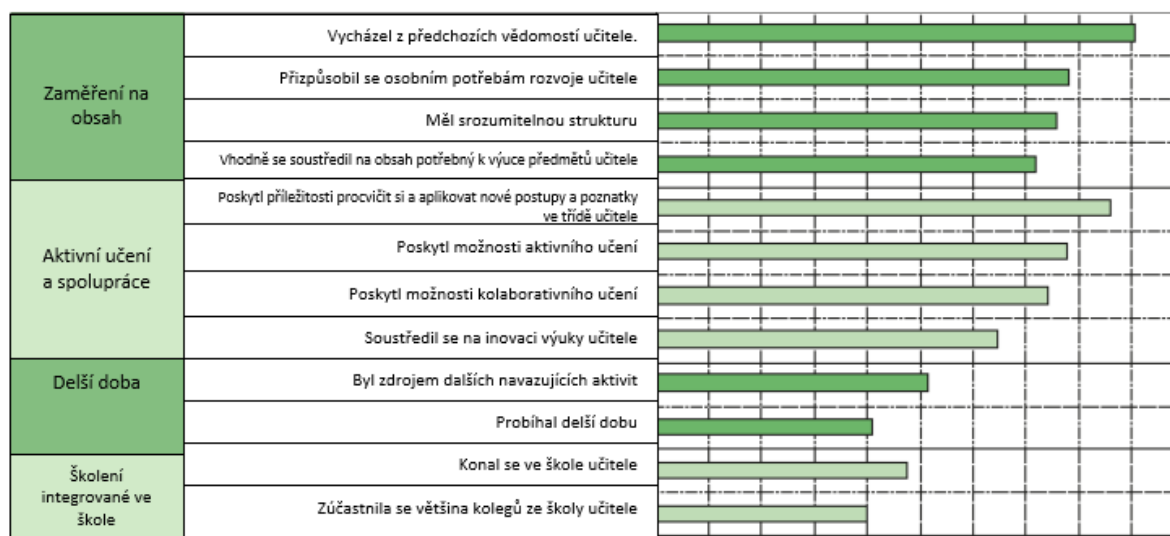 Zaměření na
obsah
Vycházel z předchozích vědomostí učitele.
Přizpůsobil se osobním potřebám rozvoje učitele
Měl srozumitelnou strukturu
Vhodně se soustředil na obsah potřebný k výuce předmětů učitele
Aktivní učení
a spolupráce
Poskytl příležitosti procvičit si a aplikovat nové postupy a poznatky
ve třídě učitele
Poskytl možnosti aktivního učení
Poskytl možnosti kolaborativního učení
Soustředil se na inovaci výuky učitele
Delší doba
Byl zdrojem dalších navazujících aktivit
Probíhal delší dobu
Školení
integrované ve
škole
Konal se ve škole učitele
Zúčastnila se většina kolegů ze školy učitele